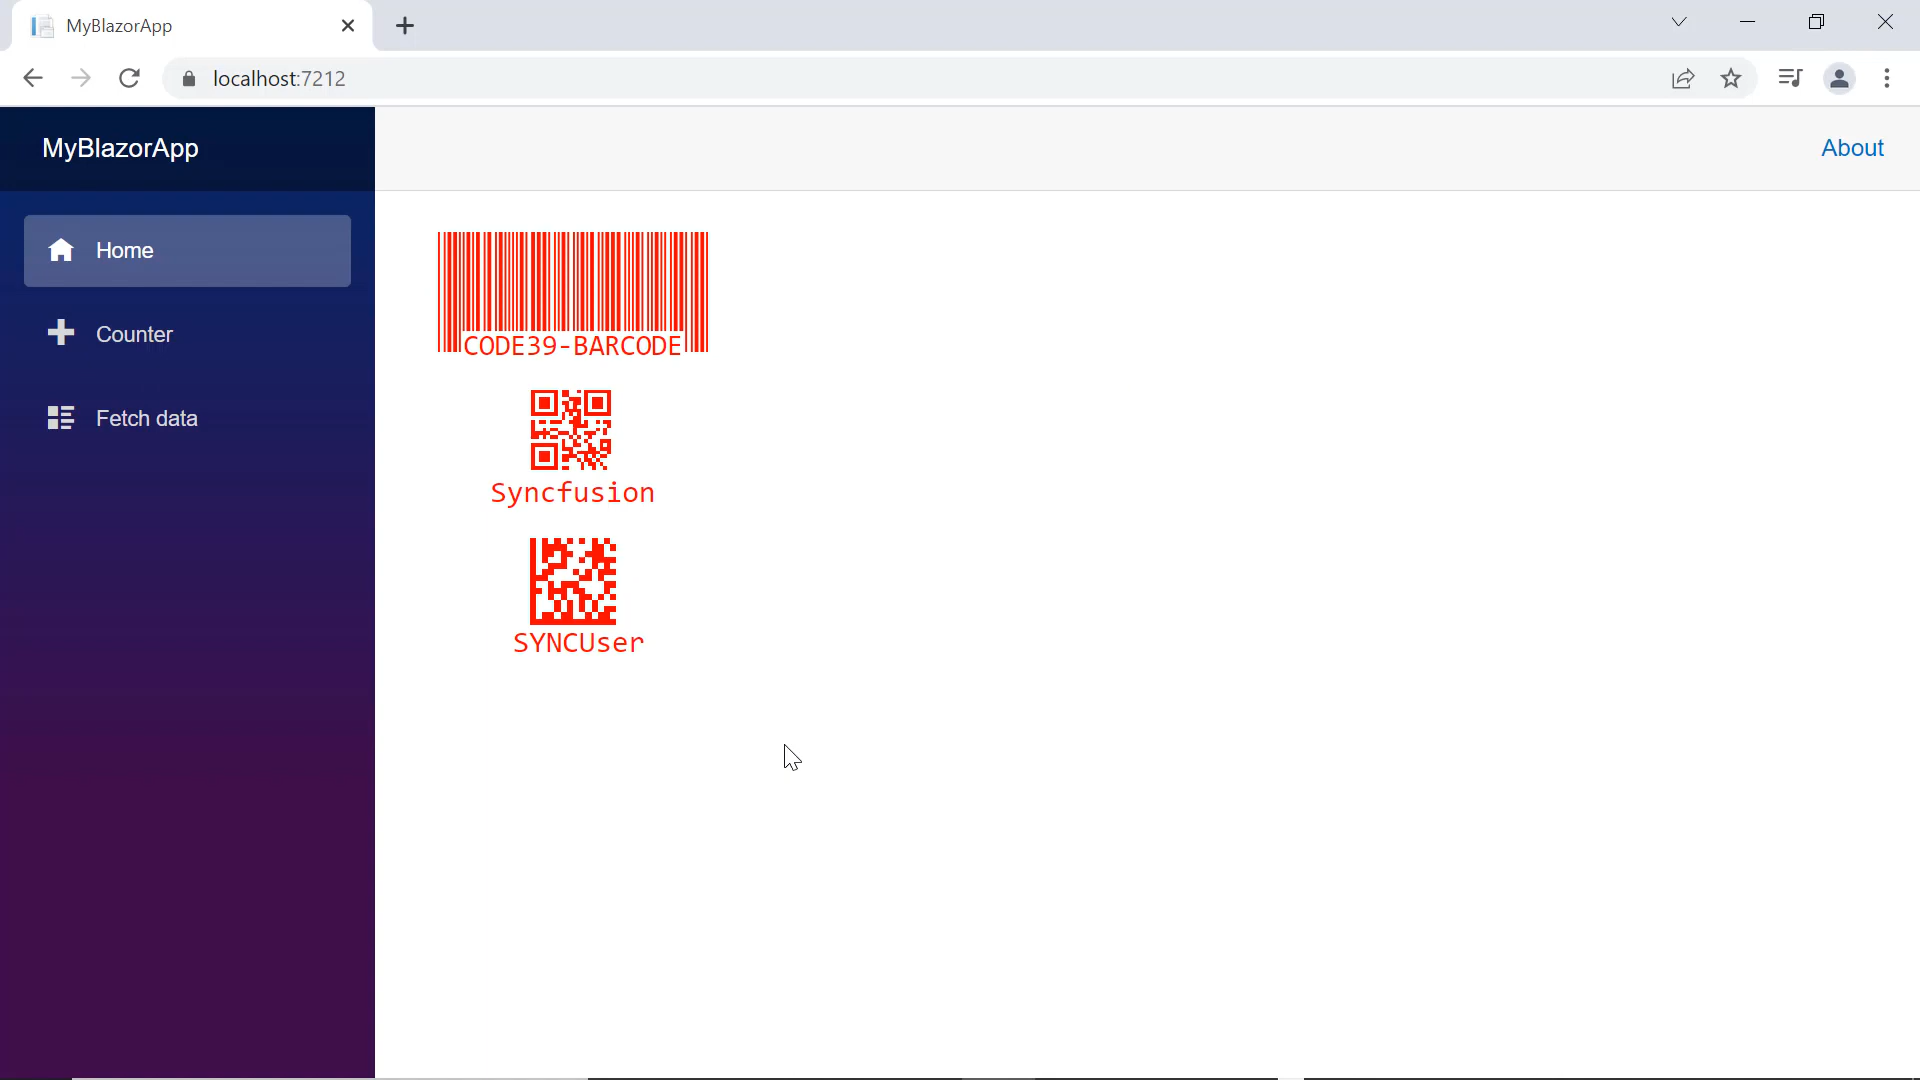 MyBlazorApp
localhost:7212
MyBlazorApp
About
Home
Counter
Fetch data
CODE39-BARCODE
Syncfusion
SYNCUser